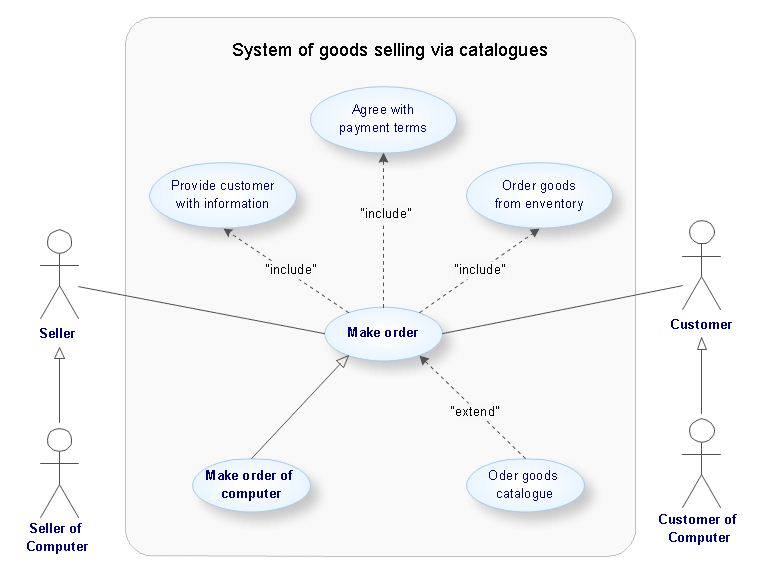 System of goods selling via catalogues
Agree with
payment terms
Provide customer
with information
Order goods
from enventory
"include"
"include"
"include"
Seller
Make order
Customer
"extend"
Make order of
computer
Oder goods
catalogue
Seller of
Computer
Customer of
Computer